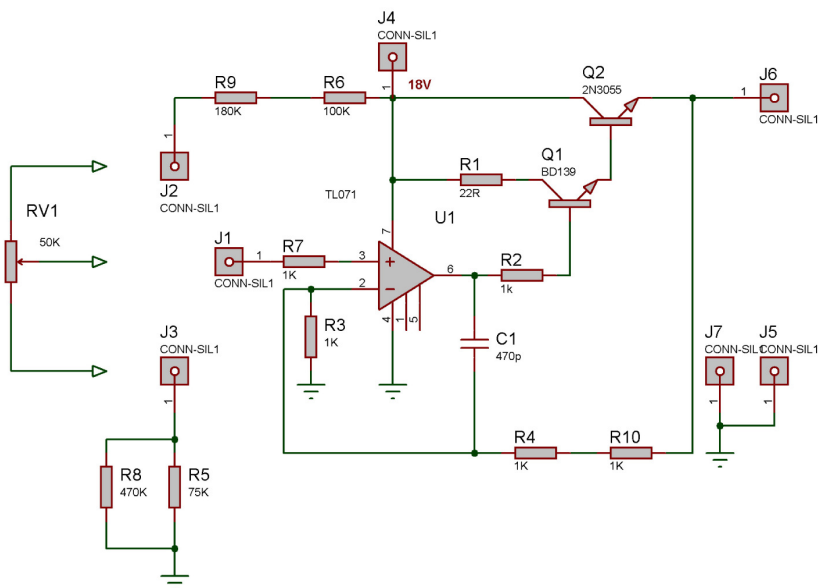 J4
CONN-SIL1
1
18V
Q2
2N3055
J6
1
CONN-SIL1
R9
180K
R6
100K
1
J2
CONN-SIL1
R1
22R
Q1
BD139
TL071
U1
RV1
50K
J1
1
CONN-SIL1
R7
1K
3
2
7
6
4
1
5
R2
1k
R3
1K
C1
470p
J3
CONN-SIL1
1
J7
CONN-SIL1
1
J5
CONN-SIL1
1
R8
470K
R5
75K
R4
1K
R10
1K